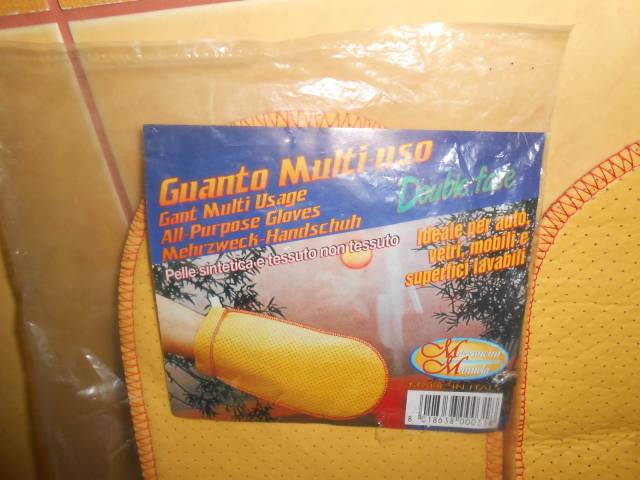 Guanto Multi uso
Double face
Gant Multi Usage
All-Purpose Gloves
Mehrzweck-Handschuh
Pelle sintetica e tessuto non tessuto
Ideale per auto,
vetri, mobili e
superfici lavabili
MADE IN ITALY